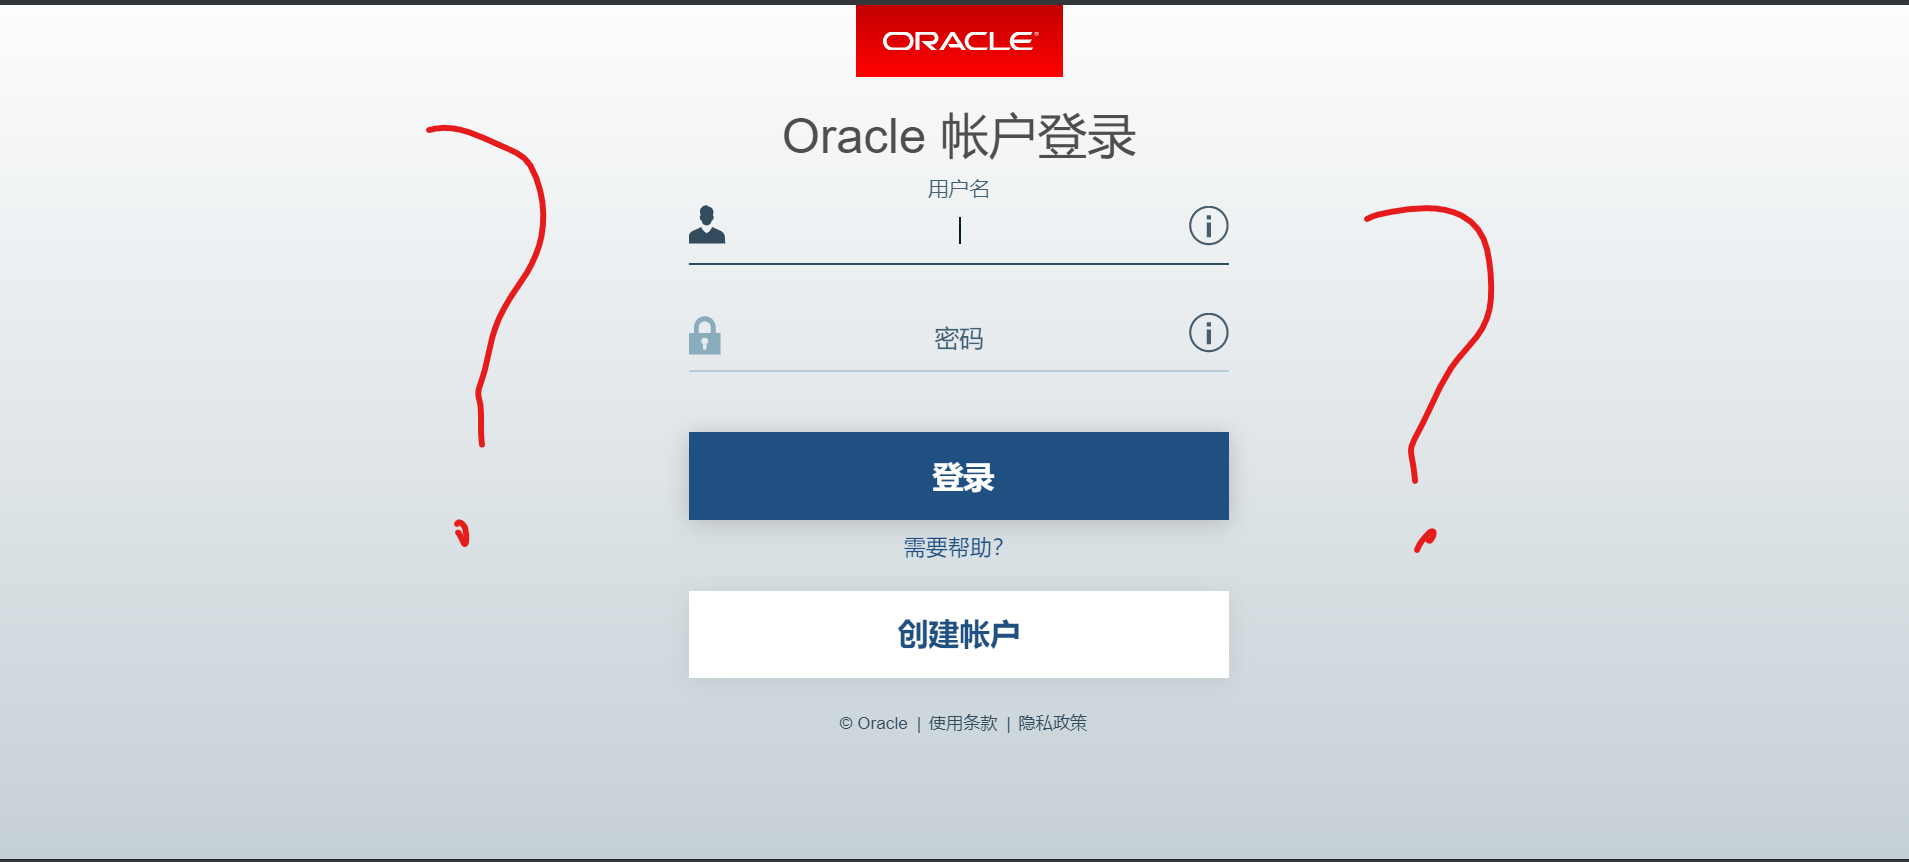 ORACLE®
Oracle 帐户登录
用户名
密码
登录
需要帮助?
创建帐户
© Oracle | 使用条款 | 隐私政策